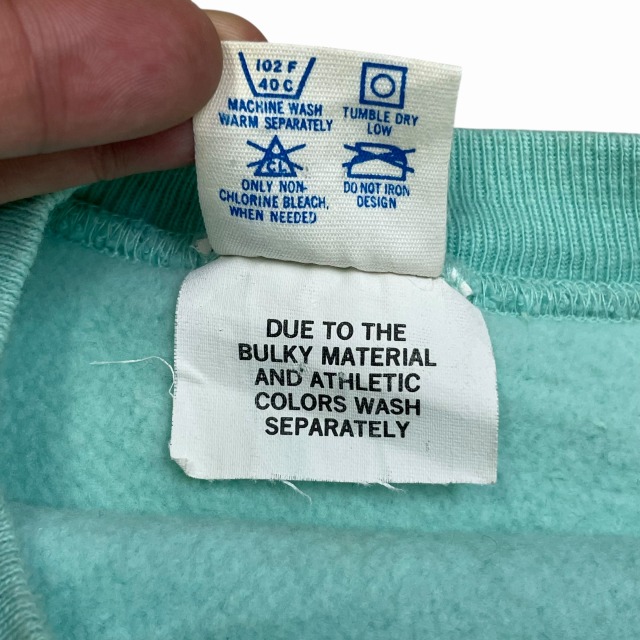 102 F
40 C
MACHINE WASH
WARM SEPARATELY
TUMBLE DRY
LOW
CL
ONLY NON-
CHLORINE BLEACH,
WHEN NEEDED
DO NOT IRON
DESIGN
DUE TO THE
BULKY MATERIAL
AND ATHLETIC
COLORS WASH
SEPARATELY